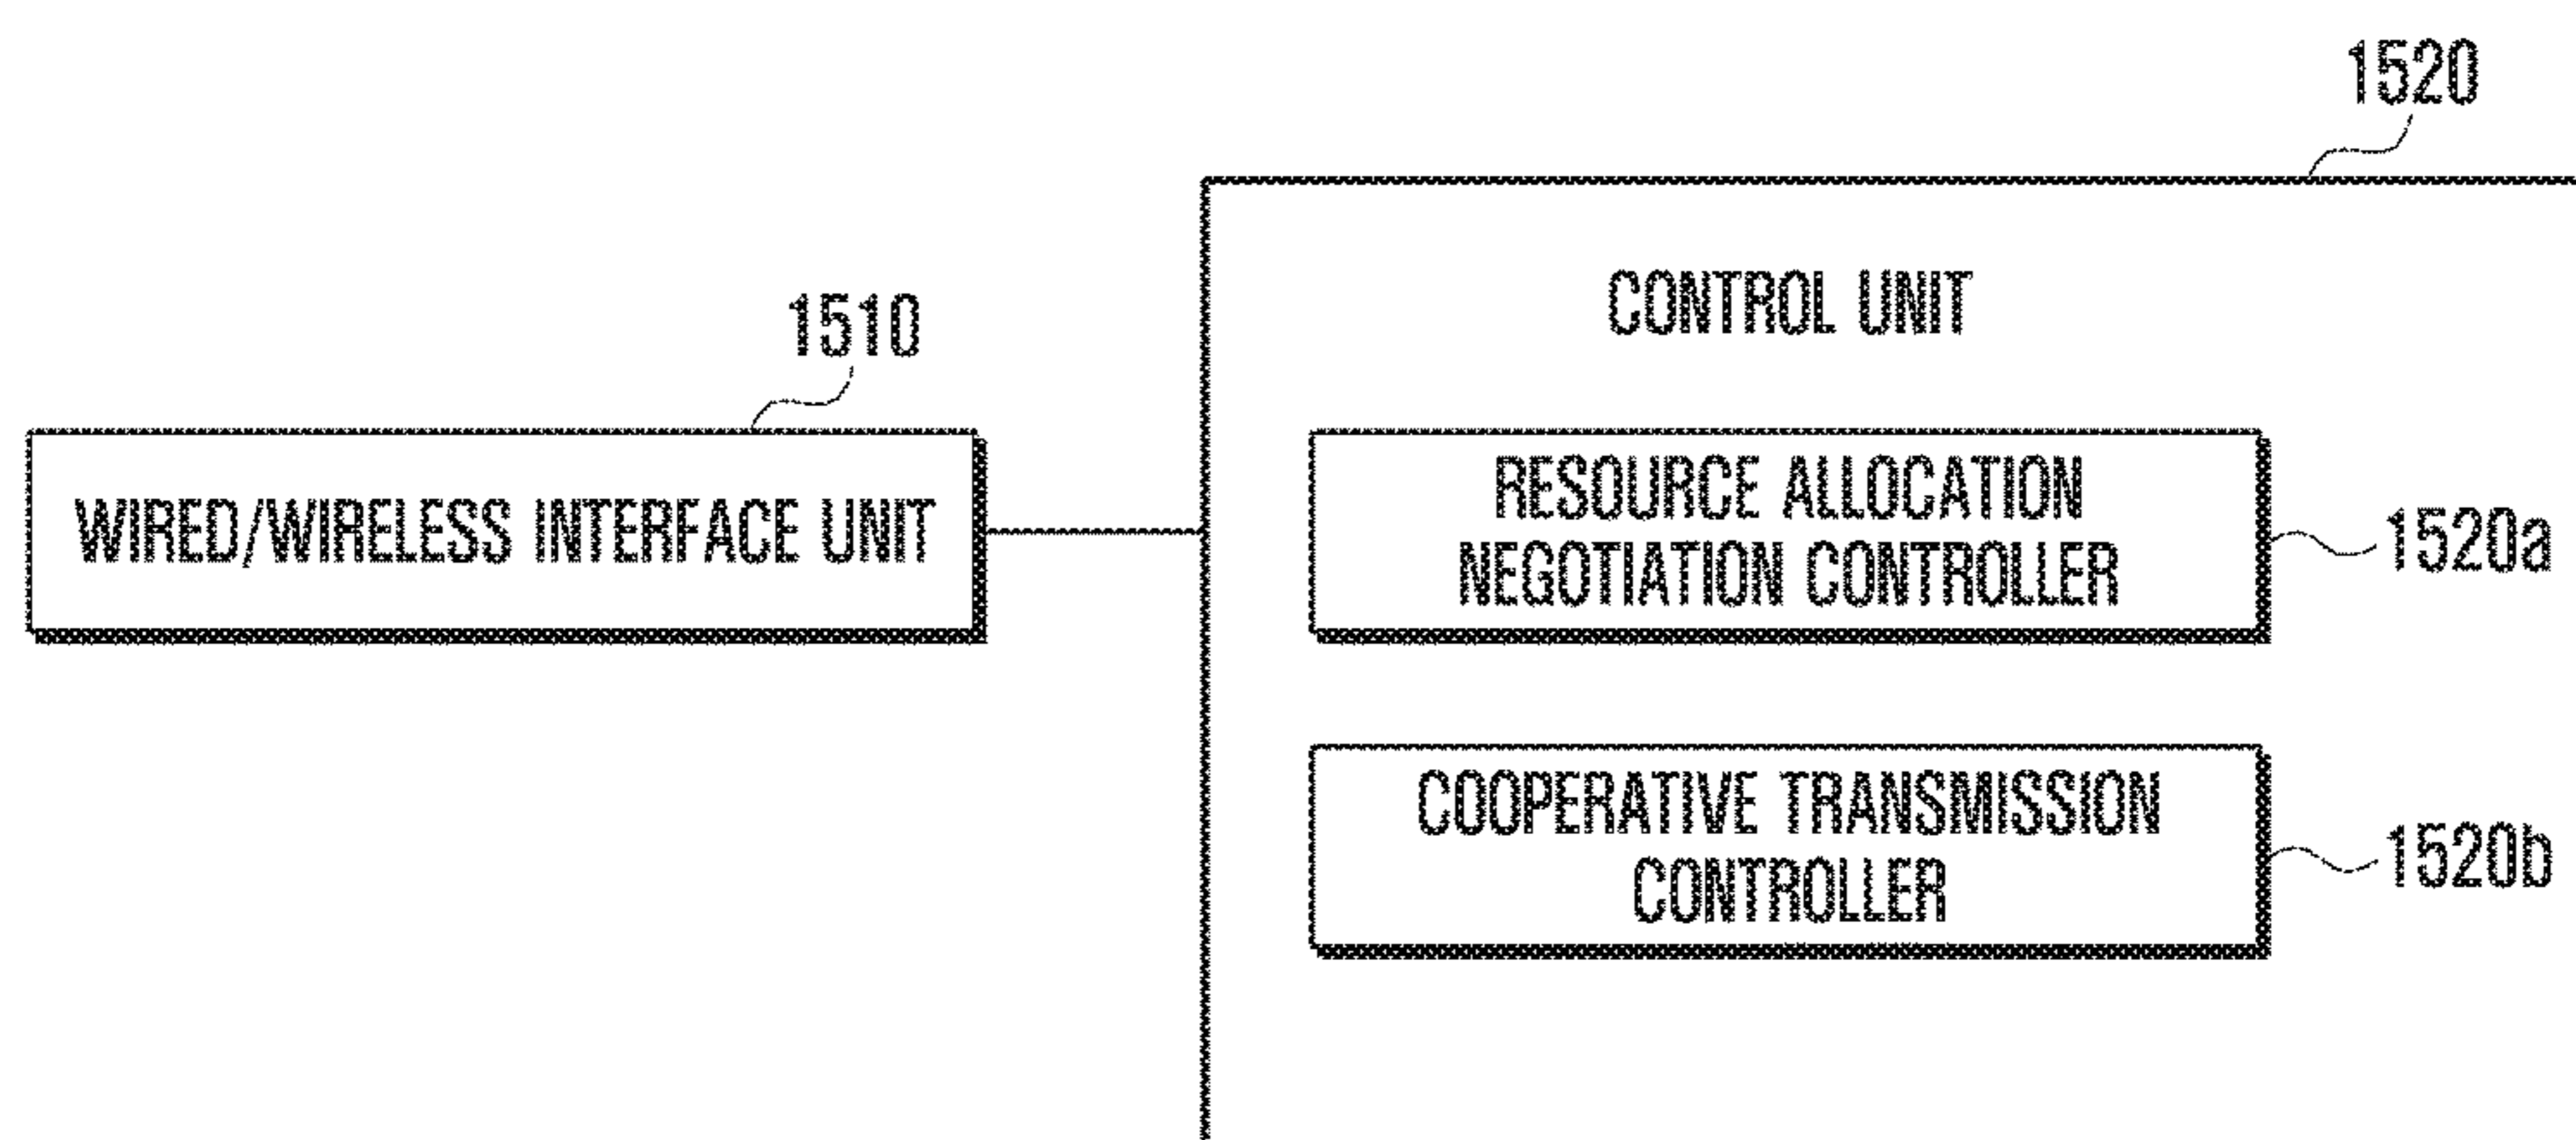 1520
CONTROL UNIT
1510
WIRED/WIRELESS INTERFACE UNIT
RESOURCE ALLOCATION
NEGOTIATION CONTROLLER
1520a
COOPERATIVE TRANSMISSION
CONTROLLER
1520b